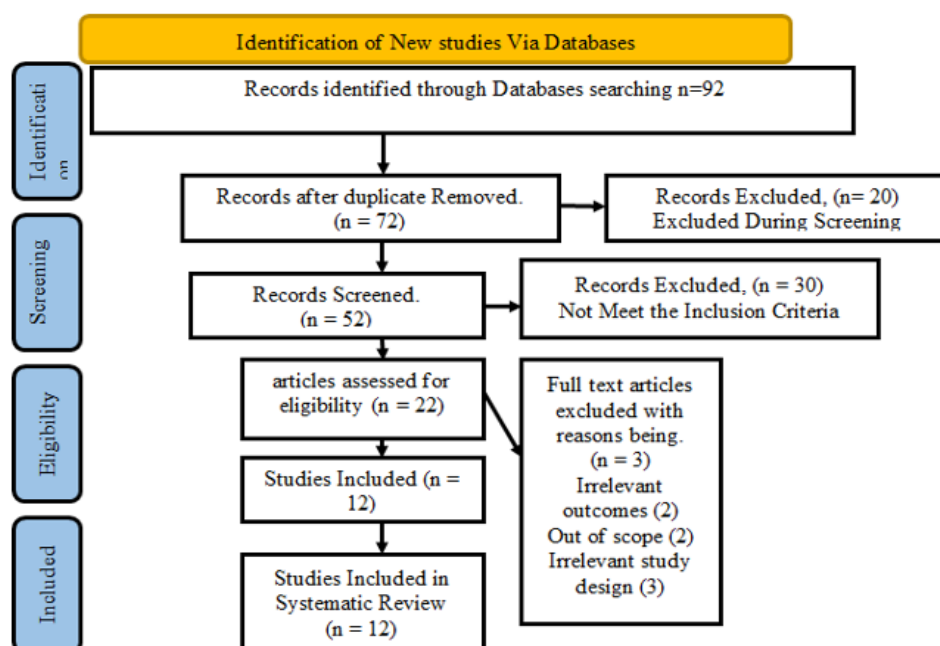 Identification of New studies Via Databases
Identificati
on
Records identified through Databases searching n=92
Records after duplicate Removed.
(n = 72)
Records Excluded, (n= 20)
Excluded During Screening
Screening
Records Screened.
(n = 52)
Records Excluded, (n = 30)
Not Meet the Inclusion Criteria
Eligibility
articles assessed for
eligibility (n = 22)
Full text articles
excluded with
reasons being.
(n = 3)
Irrelevant
outcomes (2)
Out of scope (2)
Irrelevant study
design (3)
Studies Included (n =
12)
Included
Studies Included in
Systematic Review
(n = 12)